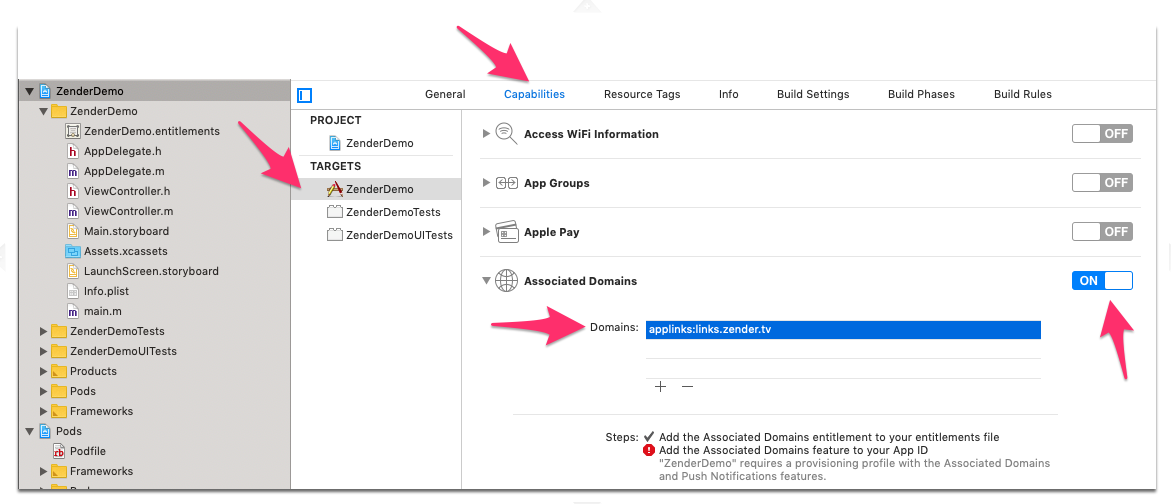 ZenderDemo
ZenderDemo
ZenderDemo.entitlements
AppDelegate.h
AppDelegate.m
ViewController.h
ViewController.m
Main.storyboard
Assets.xcassets
LaunchScreen.storyboard
Info.plist
main.m
ZenderDemoTests
ZenderDemoUITests
Products
Pods
Frameworks
Pods
Podfile
Frameworks
General Capabilities Resource Tags Info Build Settings Build Phases Build Rules
PROJECT
ZenderDemo
TARGETS
ZenderDemo
ZenderDemoTests
ZenderDemoUITests
Access WiFi Information OFF
App Groups OFF
Apple Pay OFF
Associated Domains ON
Domains: applinks:links.zender.tv
Steps: ✓ Add the Associated Domains entitlement to your entitlements file
Add the Associated Domains feature to your App ID
"ZenderDemo" requires a provisioning profile with the Associated Domains
and Push Notifications features.